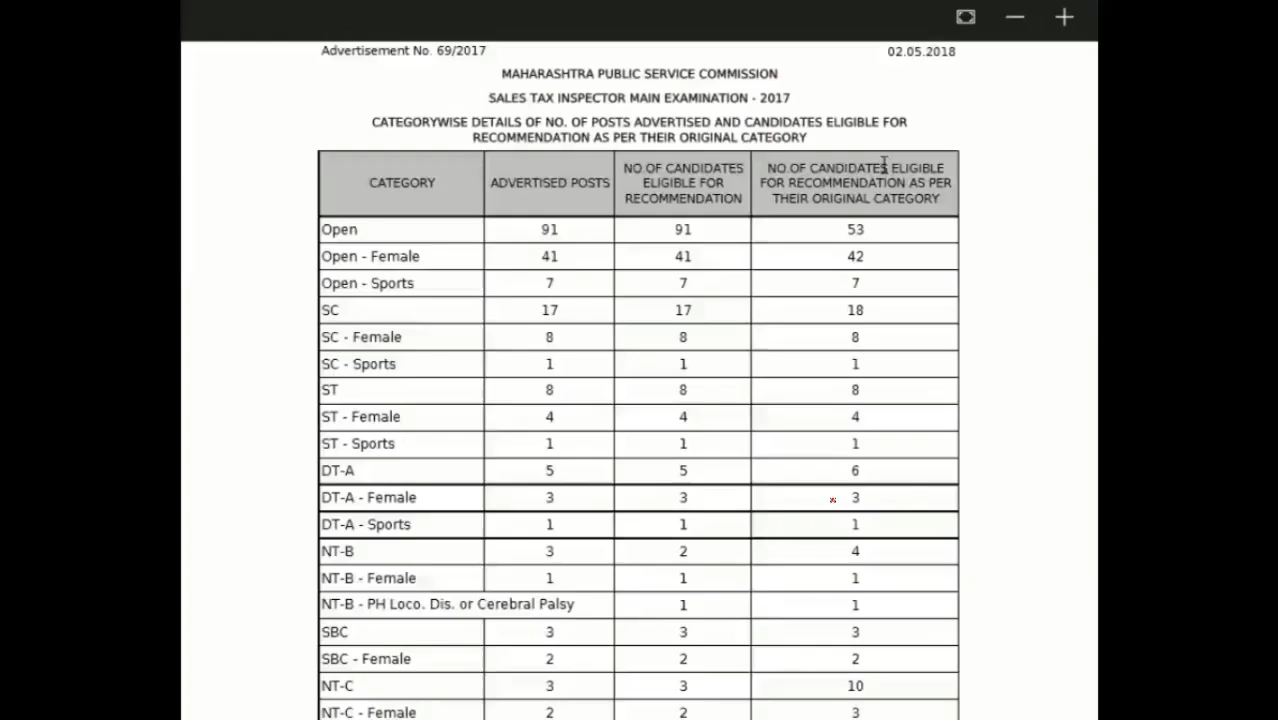 Advertisement No. 69/2017 02.05.2018
MAHARASHTRA PUBLIC SERVICE COMMISSION
SALES TAX INSPECTOR MAIN EXAMINATION - 2017
CATEGORYWISE DETAILS OF NO. OF POSTS ADVERTISED AND CANDIDATES ELIGIBLE FOR
RECOMMENDATION AS PER THEIR ORIGINAL CATEGORY
CATEGORY ADVERTISED POSTS NO.OF CANDIDATES ELIGIBLE FOR RECOMMENDATION NO.OF CANDIDATES ELIGIBLE FOR RECOMMENDATION AS PER THEIR ORIGINAL CATEGORY
Open 91 91 53
Open - Female 41 41 42
Open - Sports 7 7 7
SC 17 17 18
SC - Female 8 8 8
SC - Sports 1 1 1
ST 8 8 8
ST - Female 4 4 4
ST - Sports 1 1 1
DT-A 5 5 6
DT-A - Female 3 3 3
DT-A - Sports 1 1 1
NT-B 3 2 4
NT-B - Female 1 1 1
NT-B - PH Loco. Dis. or Cerebral Palsy 1 1
SBC 3 3 3
SBC - Female 2 2 2
NT-C 3 3 10
NT-C - Female 2 2 3